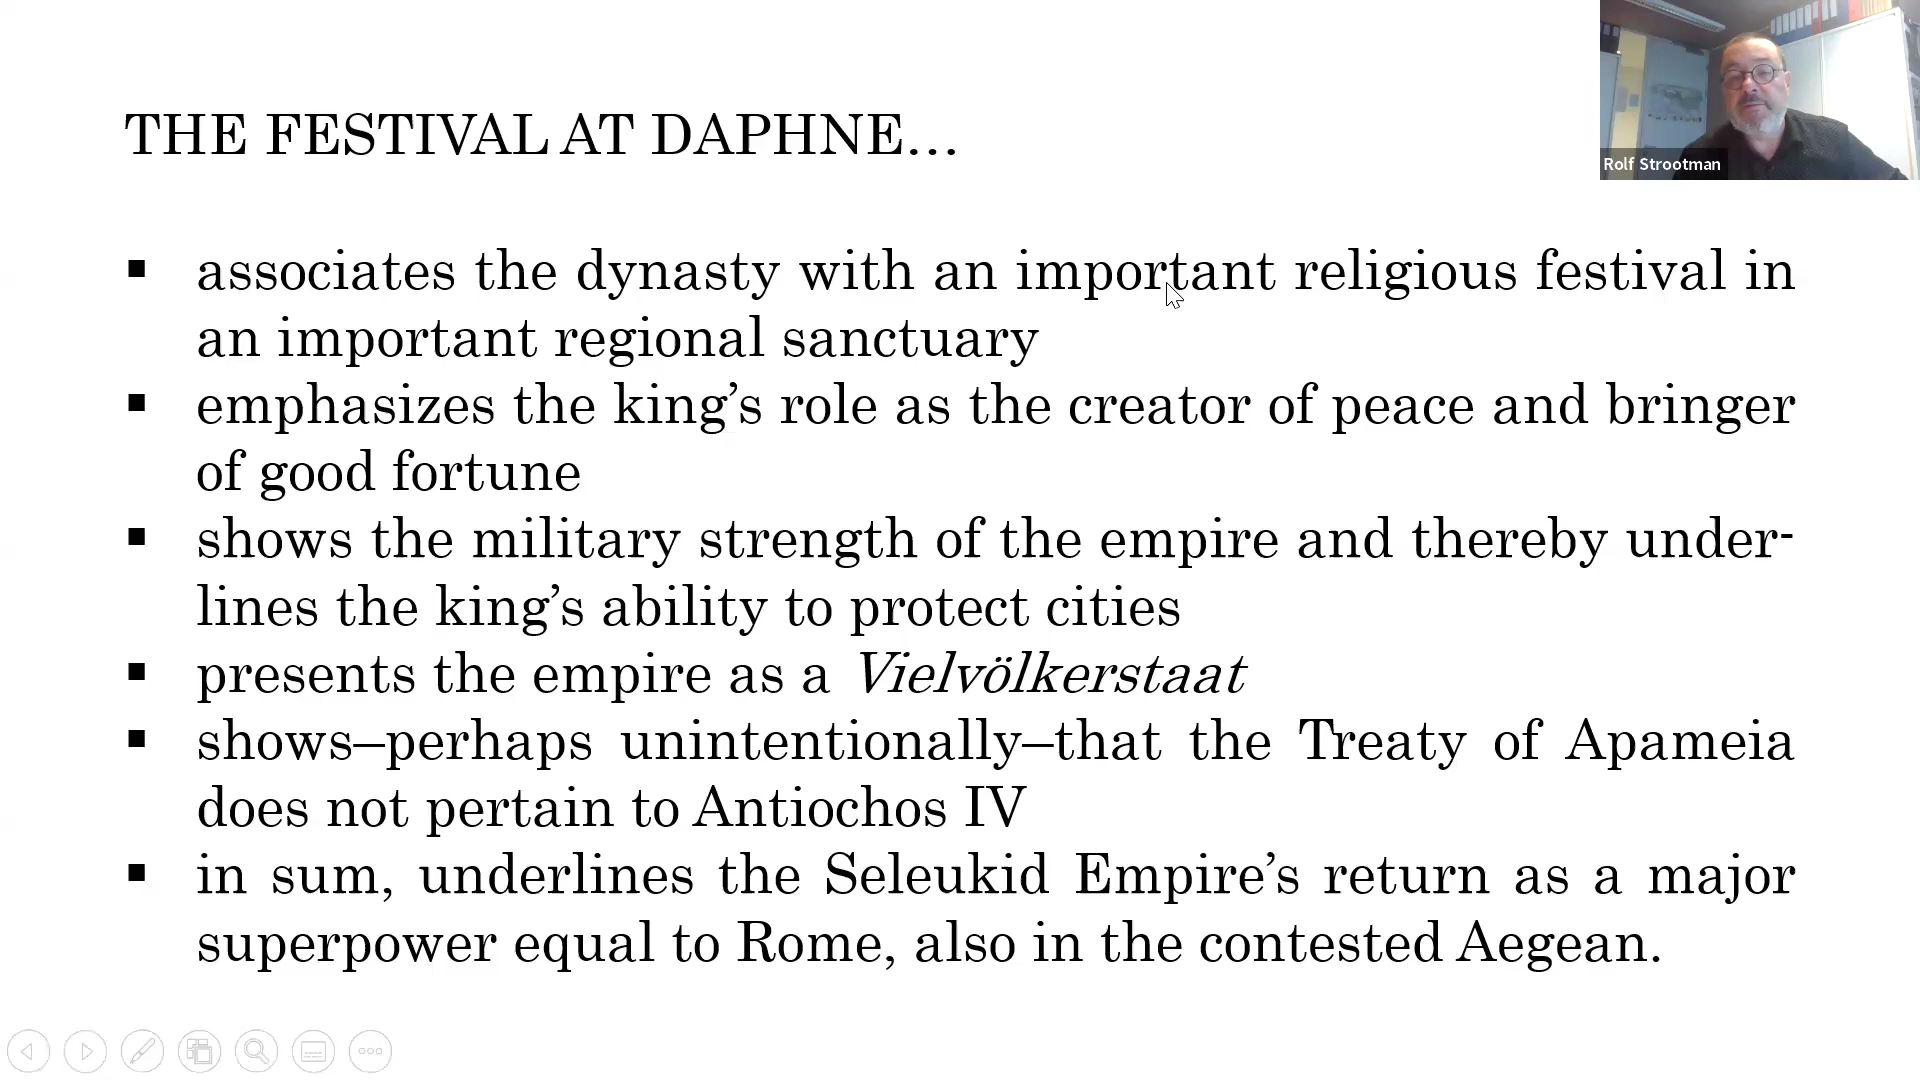 THE FESTIVAL AT DAPHNE…
Rolf Strootman
▪ associates the dynasty with an important religious festival in
an important regional sanctuary
▪ emphasizes the king’s role as the creator of peace and bringer
of good fortune
▪ shows the military strength of the empire and thereby under-
lines the king’s ability to protect cities
▪ presents the empire as a Vielvölkerstaat
▪ shows–perhaps unintentionally–that the Treaty of Apameia
does not pertain to Antiochos IV
▪ in sum, underlines the Seleukid Empire’s return as a major
superpower equal to Rome, also in the contested Aegean.